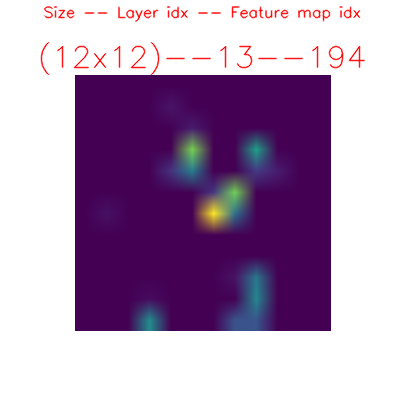 Size -- Layer idx -- Feature map idx
(12x12)--13--194